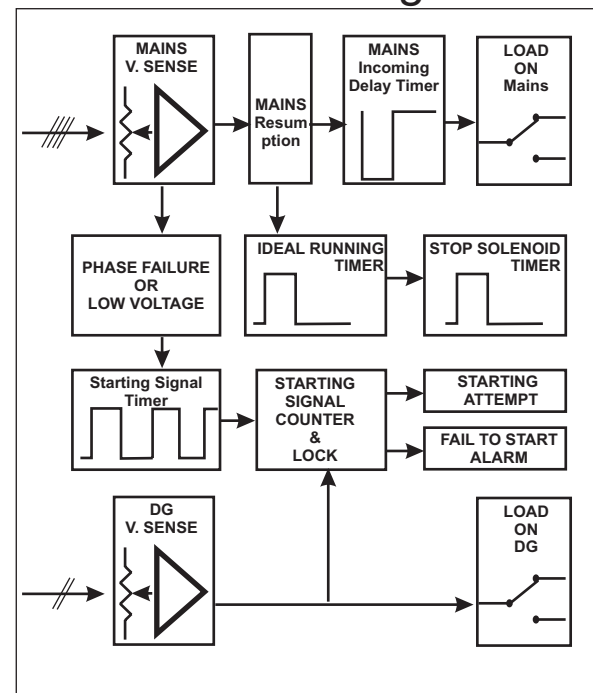 MAINS
V. SENSE
MAINS
Resum
ption
MAINS
Incoming
Delay Timer
LOAD
ON
Mains
PHASE FAILURE
OR
LOW VOLTAGE
IDEAL RUNNING
TIMER
STOP SOLENOID
TIMER
Starting Signal
Timer
STARTING
SIGNAL
COUNTER
&
LOCK
STARTING
ATTEMPT
FAIL TO START
ALARM
DG
V. SENSE
LOAD
ON
DG